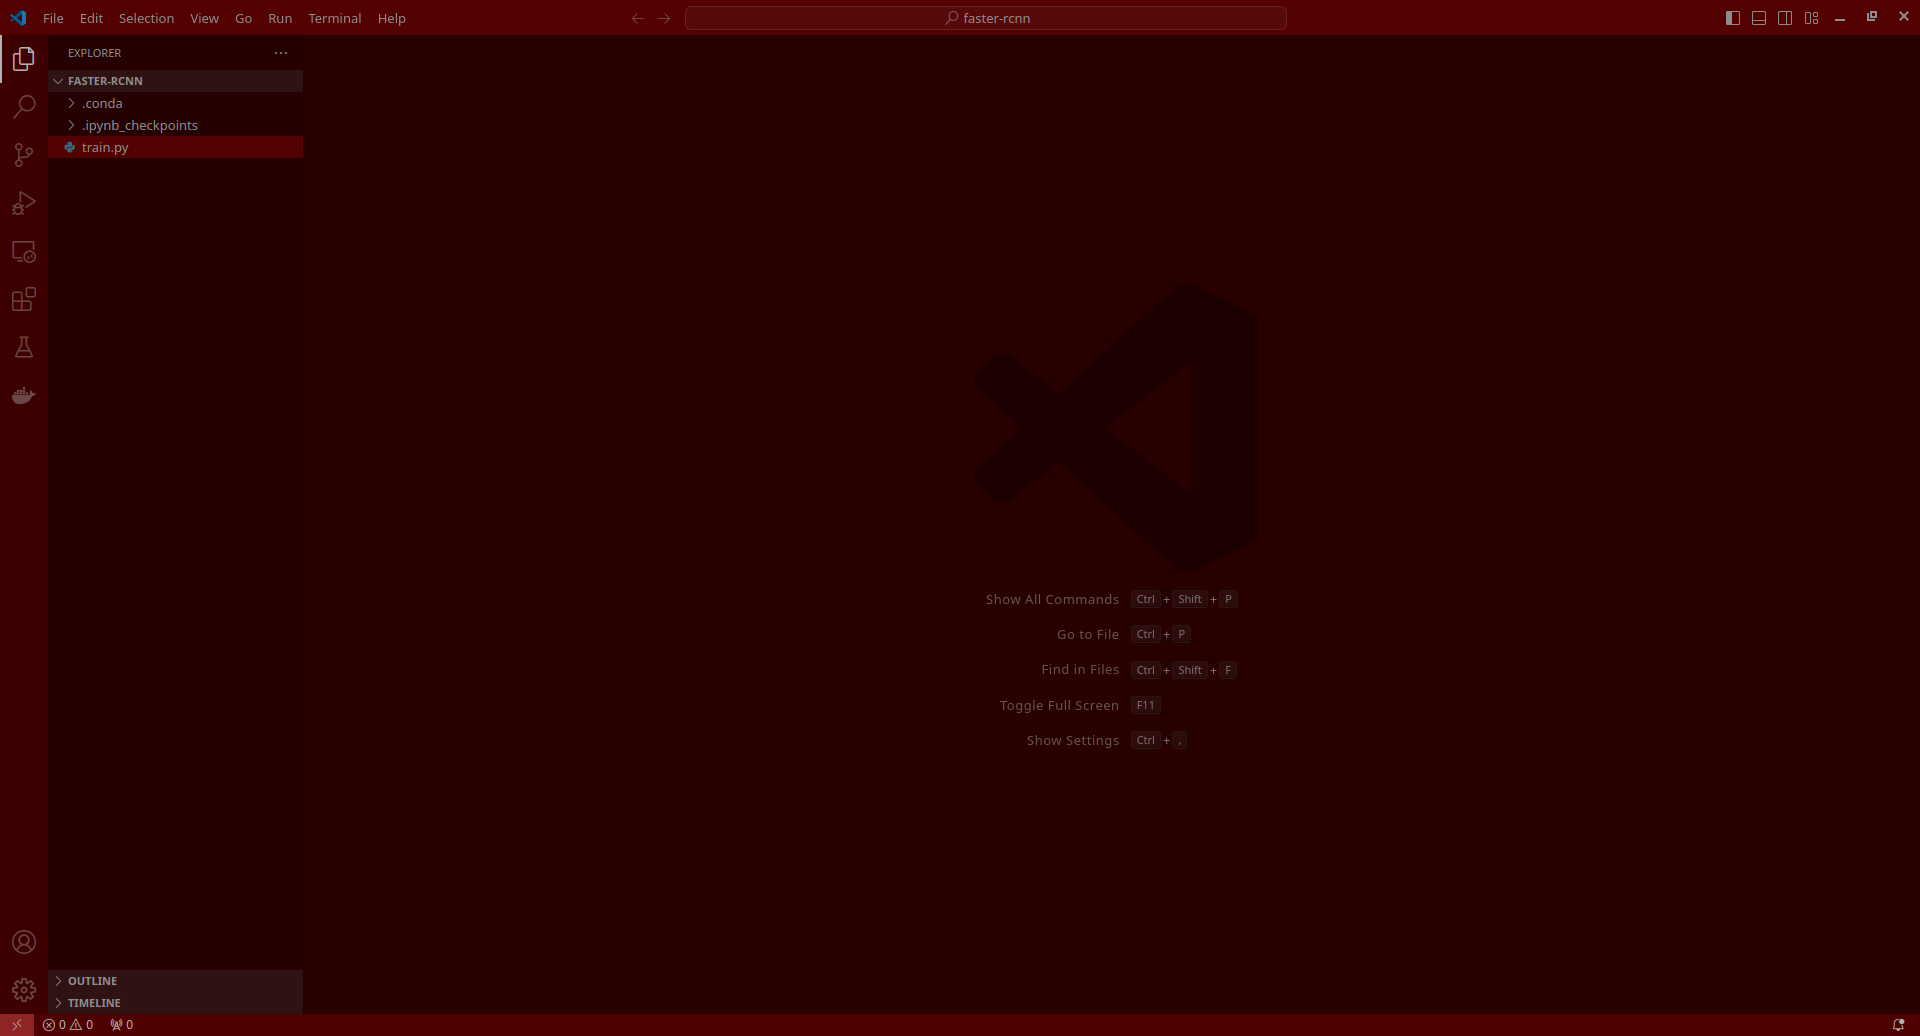 File Edit Selection View Go Run Terminal Help
faster-rcnn
EXPLORER
FASTER-RCNN
.conda
.ipynb_checkpoints
train.py
Show All Commands Ctrl + Shift + P
Go to File Ctrl + P
Find in Files Ctrl + Shift + F
Toggle Full Screen F11
Show Settings Ctrl + ,
OUTLINE
TIMELINE
0 0 0